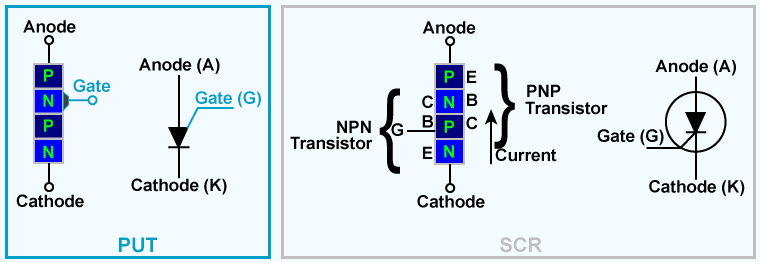 Anode
P
N
P
N
Gate
Cathode
Anode (A)
Gate (G)
Cathode (K)
PUT
Anode
P E
C N B
G B P C
E N
NPN
Transistor
PNP
Transistor
Current
Cathode
Anode (A)
Gate (G)
Cathode (K)
SCR